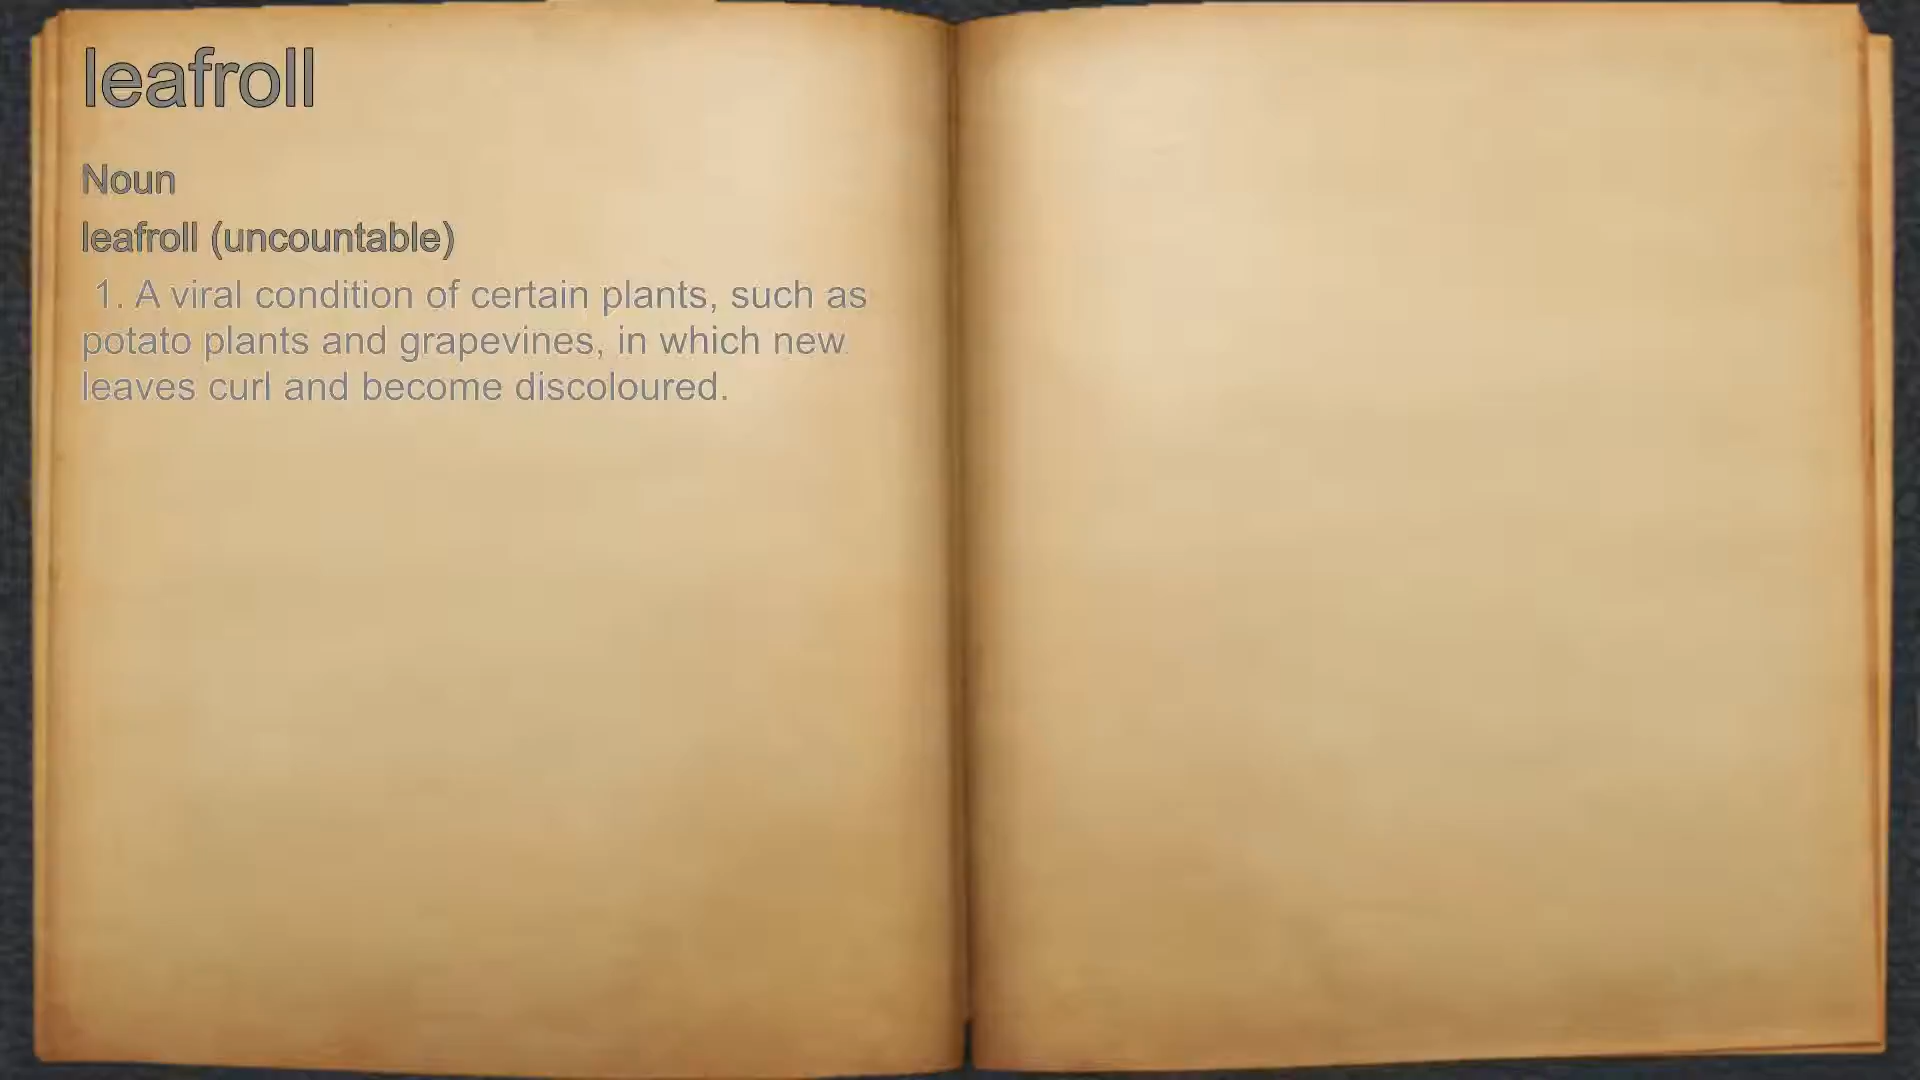 leafroll
Noun
leafroll (uncountable)
1. A viral condition of certain plants, such as
potato plants and grapevines, in which new
leaves curl and become discoloured.